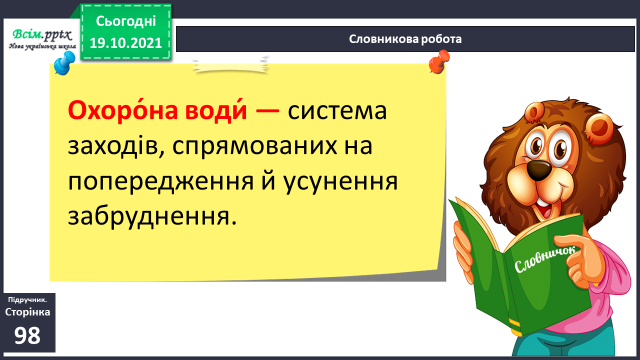 Всім.pptx
Нова українська школа
Сьогодні
19.10.2021
Словникова робота
Охоро́на води́ — система
заходів, спрямованих на
попередження й усунення
забруднення.
Словничок
Підручник.
Сторінка
98